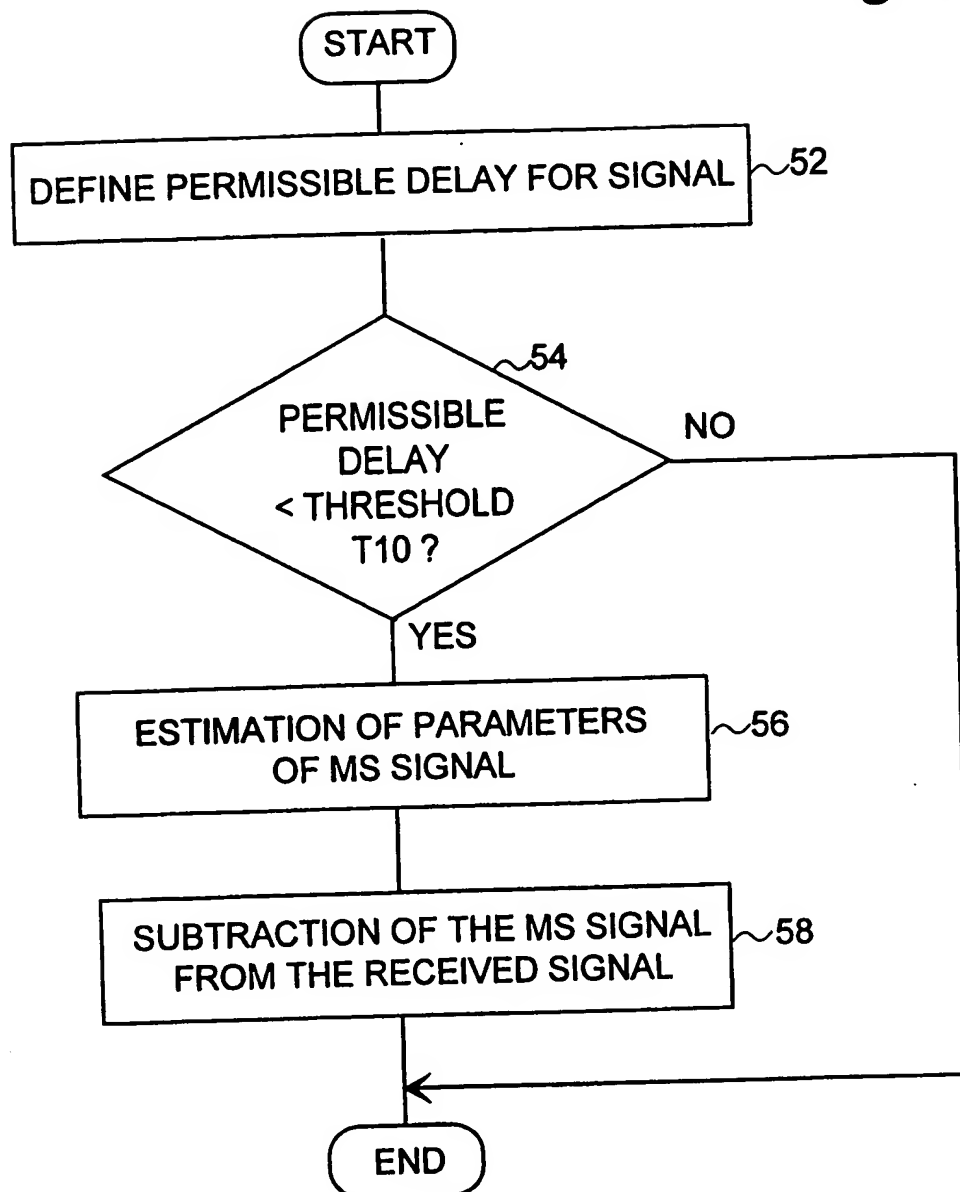 START
DEFINE PERMISSIBLE DELAY FOR SIGNAL
52
54
PERMISSIBLE
DELAY
< THRESHOLD
T10 ?
NO
YES
ESTIMATION OF PARAMETERS
OF MS SIGNAL
56
SUBTRACTION OF THE MS SIGNAL
FROM THE RECEIVED SIGNAL
58
END